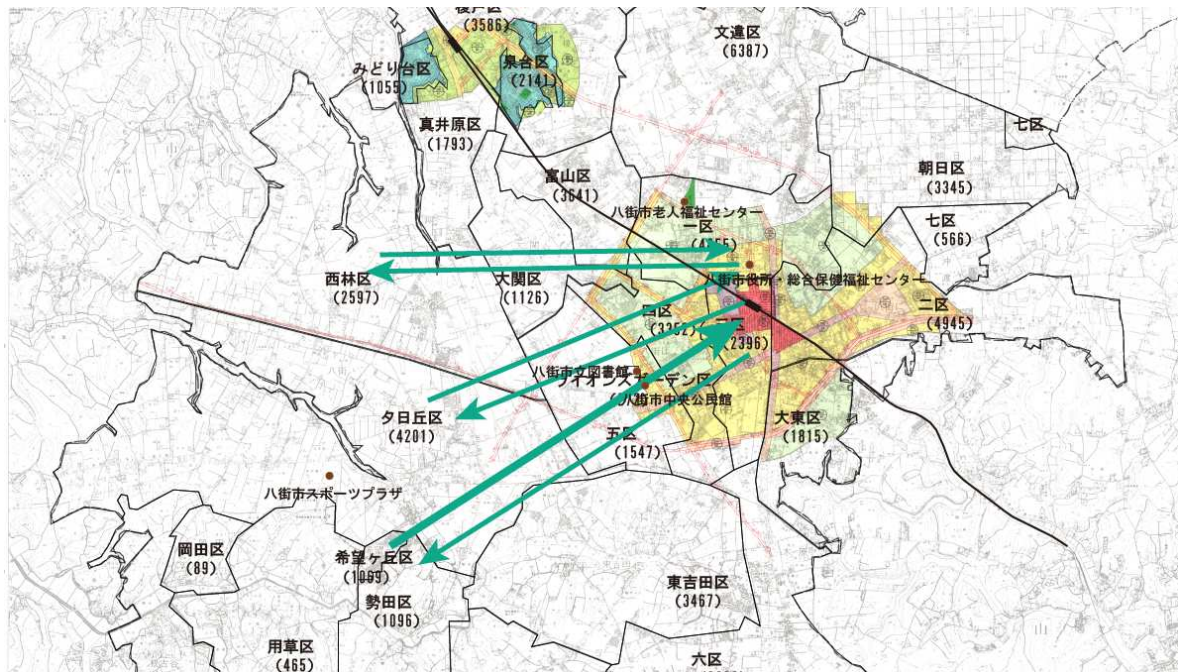 榎戸区
(3586)
文違区
(6387)
みどり台区
(1055)
泉台区
(2141)
真井原区
(1793)
七区
朝日区
(3345)
富山区
(3641)
八街市老人福祉センター
一区
七区
(566)
西林区
(2597)
大関区
(1126)
八街市役所・総合保健福祉センター
四区
(3352)
二区
(4945)
(2396)
八街市立図書館
八街市中央公民館
夕日丘区
(4201)
五区
(1547)
大東区
(1815)
八街市スポーツプラザ
岡田区
(89)
希望ヶ丘区
勢田区
(1096)
東吉田区
(3467)
用草区
(465)
六区